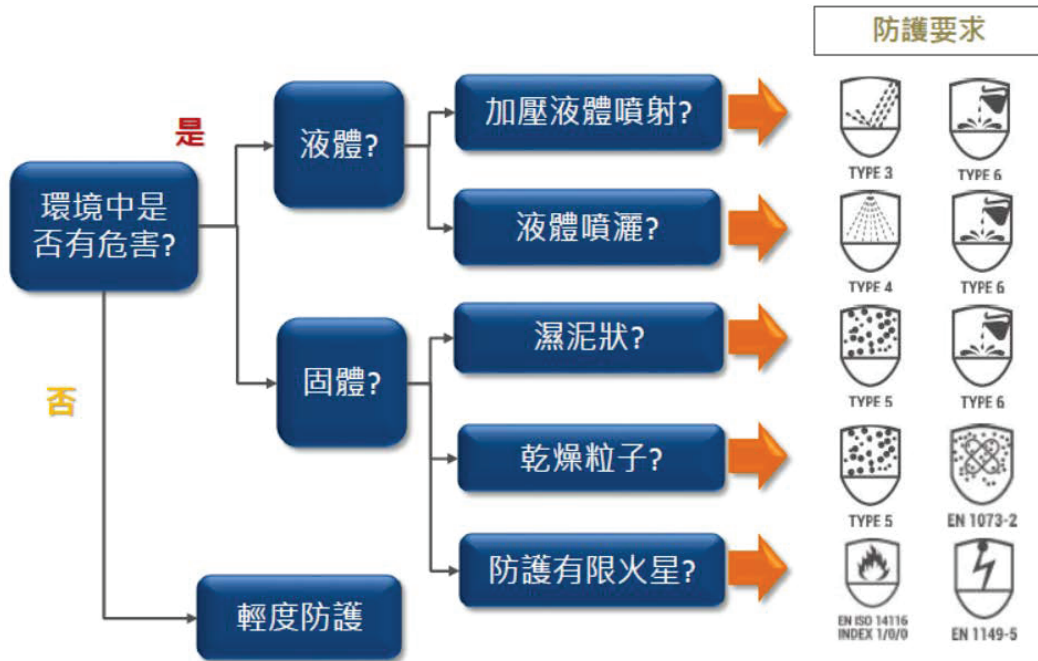 防護要求
是
液體?
加壓液體噴射?
TYPE 3
TYPE 6
環境中是
否有危害?
液體噴灑?
TYPE 4
TYPE 6
固體?
濕泥狀?
TYPE 5
TYPE 6
否
乾燥粒子?
TYPE 5
EN 1073-2
防護有限火星?
EN ISO 14116
INDEX 1/0/0
EN 1149-5
輕度防護